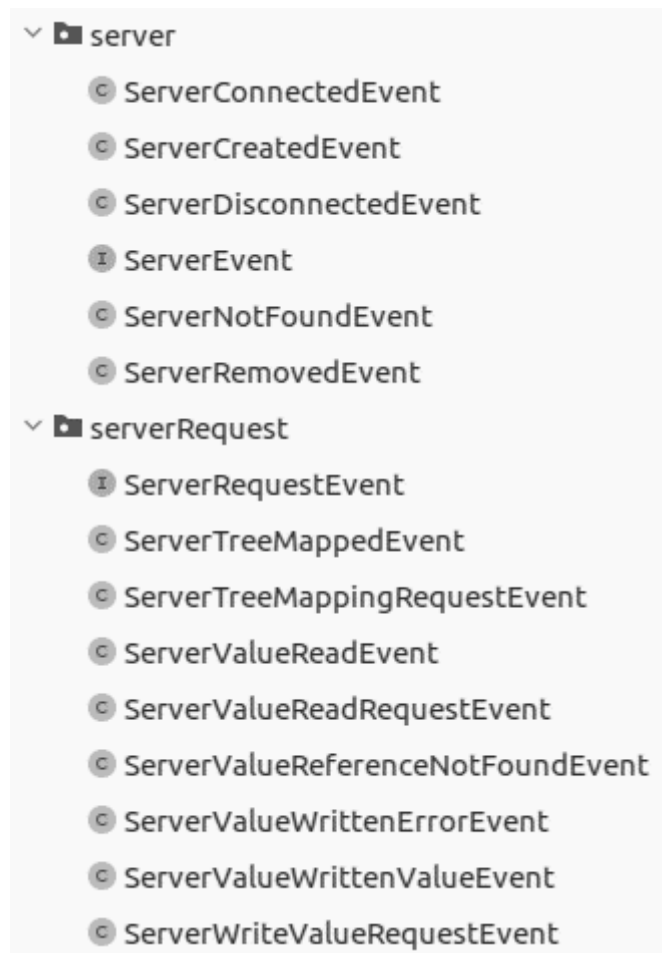 server
C ServerConnectedEvent
C ServerCreatedEvent
C ServerDisconnectedEvent
I ServerEvent
C ServerNotFoundEvent
C ServerRemovedEvent
serverRequest
I ServerRequestEvent
C ServerTreeMappedEvent
C ServerTreeMappingRequestEvent
C ServerValueReadEvent
C ServerValueReadRequestEvent
C ServerValueReferenceNotFoundEvent
C ServerValueWrittenErrorEvent
C ServerValueWrittenValueEvent
C ServerWriteValueRequestEvent